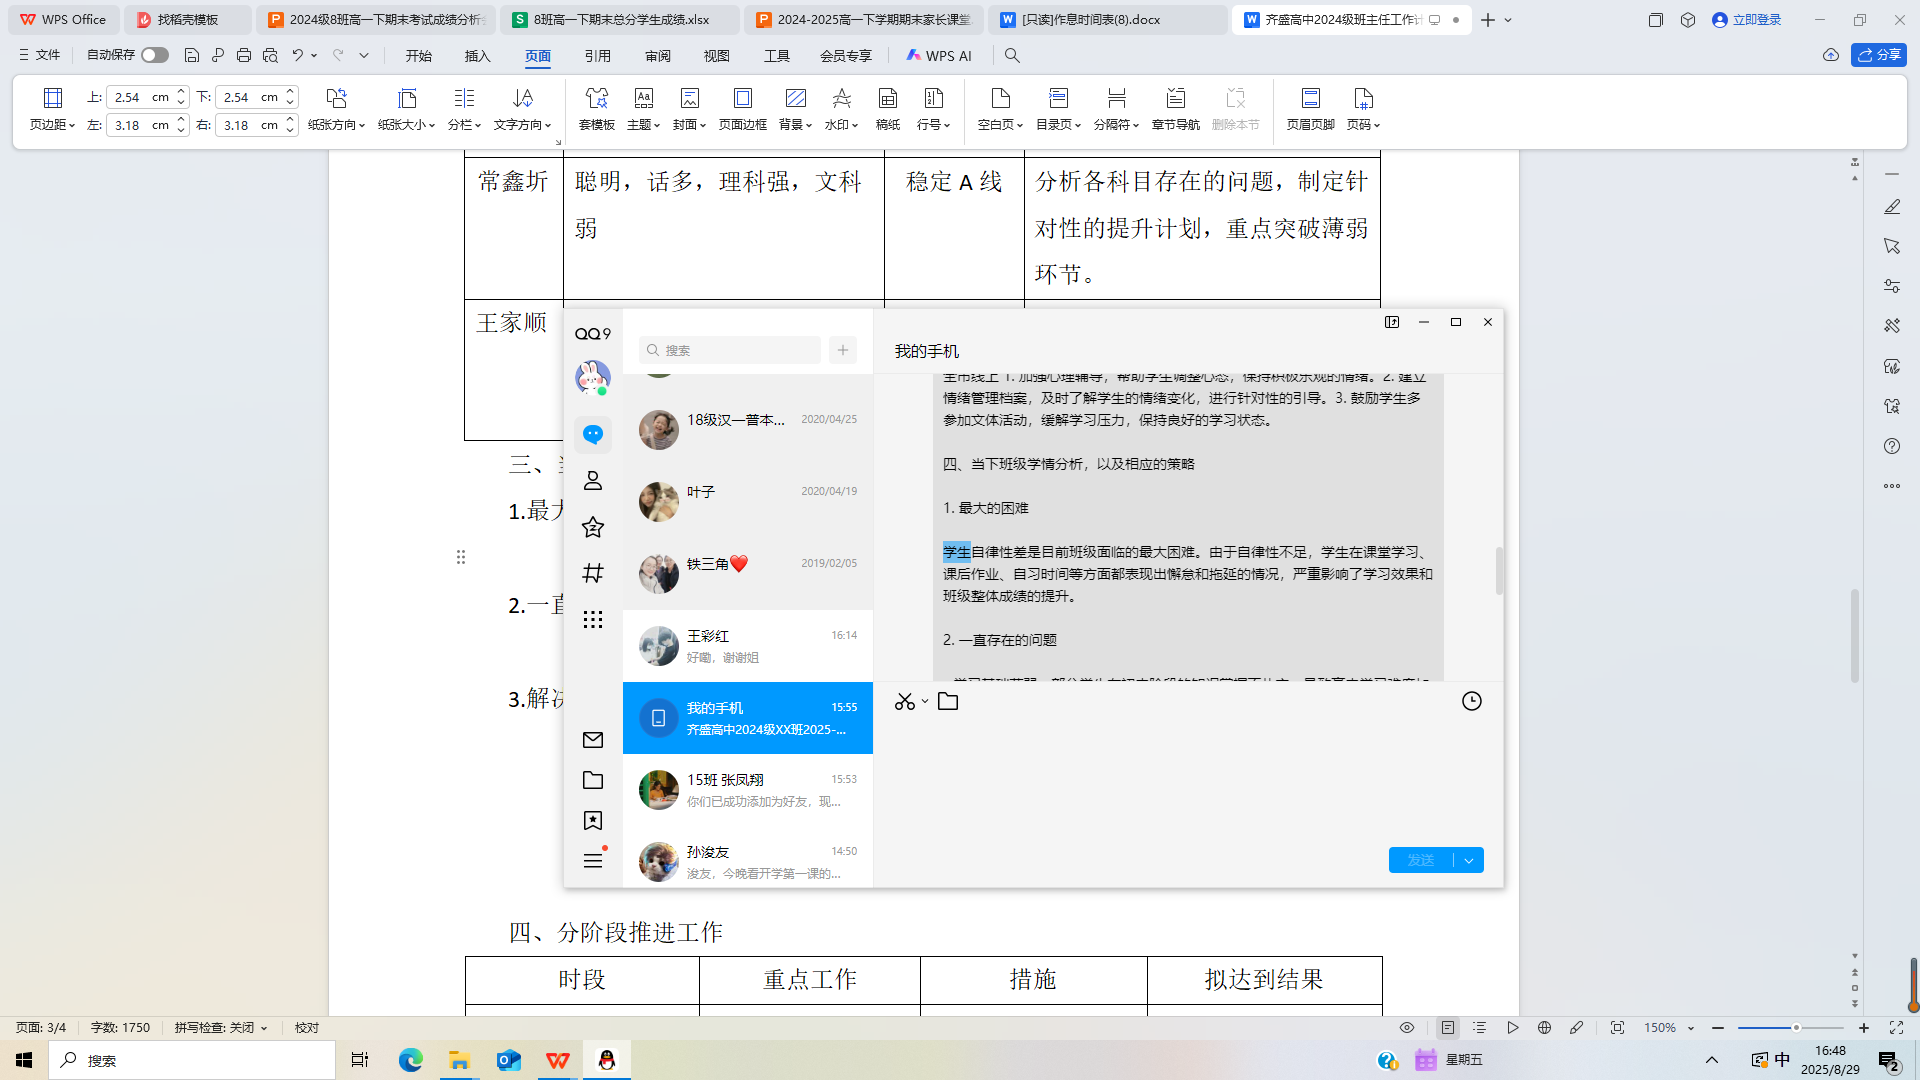 WPS Office
找稻壳模板
2024级8班高一下期末考试成绩分析
8班高一下期末总分学生成绩.xlsx
2024-2025高一下学期期末家长课堂
[只读]作息时间表(8).docx
齐盛高中2024级班主任工作
立即登录
文件
自动保存
开始
插入
页面
引用
审阅
视图
工具
会员专享
WPS AI
分享
页边距
上: 2.54 cm
下: 2.54 cm
左: 3.18 cm
右: 3.18 cm
纸张方向
纸张大小
分栏
文字方向
套模板
主题
封面
页面边框
背景
水印
稿纸
行号
空白页
目录页
分隔符
章节导航
删除本节
页眉页脚
页码
常鑫圻
聪明，话多，理科强，文科
弱
稳定 A 线
分析各科目存在的问题，制定针
对性的提升计划，重点突破薄弱
环节。
王家顺
三、
1.最
2.一
3.解
四、分阶段推进工作
时段
重点工作
措施
拟达到结果
QQ9
搜索
18级汉一普本...
2020/04/25
叶子
2020/04/19
铁三角
2019/02/05
王彩红
16:14
好嘞，谢谢姐
我的手机
15:55
齐盛高中2024级XX班2025-...
15班 张凤翔
15:53
你们已成功添加为好友，现...
孙浚友
14:50
浚友，今晚看开学第一课的...
我的手机
全市线上 1. 加强心理辅导，帮助学生调整心态，保持积极乐观的情绪。2. 建立
情绪管理档案，及时了解学生的情绪变化，进行针对性的引导。3. 鼓励学生多
参加文体活动，缓解学习压力，保持良好的学习状态。
四、当下班级学情分析，以及相应的策略
1. 最大的困难
学生自律性差是目前班级面临的最大困难。由于自律性不足，学生在课堂学习、
课后作业、自习时间等方面都表现出懈怠和拖延的情况，严重影响了学习效果和
班级整体成绩的提升。
2. 一直存在的问题
发送
页面: 3/4
字数: 1750
拼写检查: 关闭
校对
150%
搜索
星期五
中
16:48
2025/8/29
2